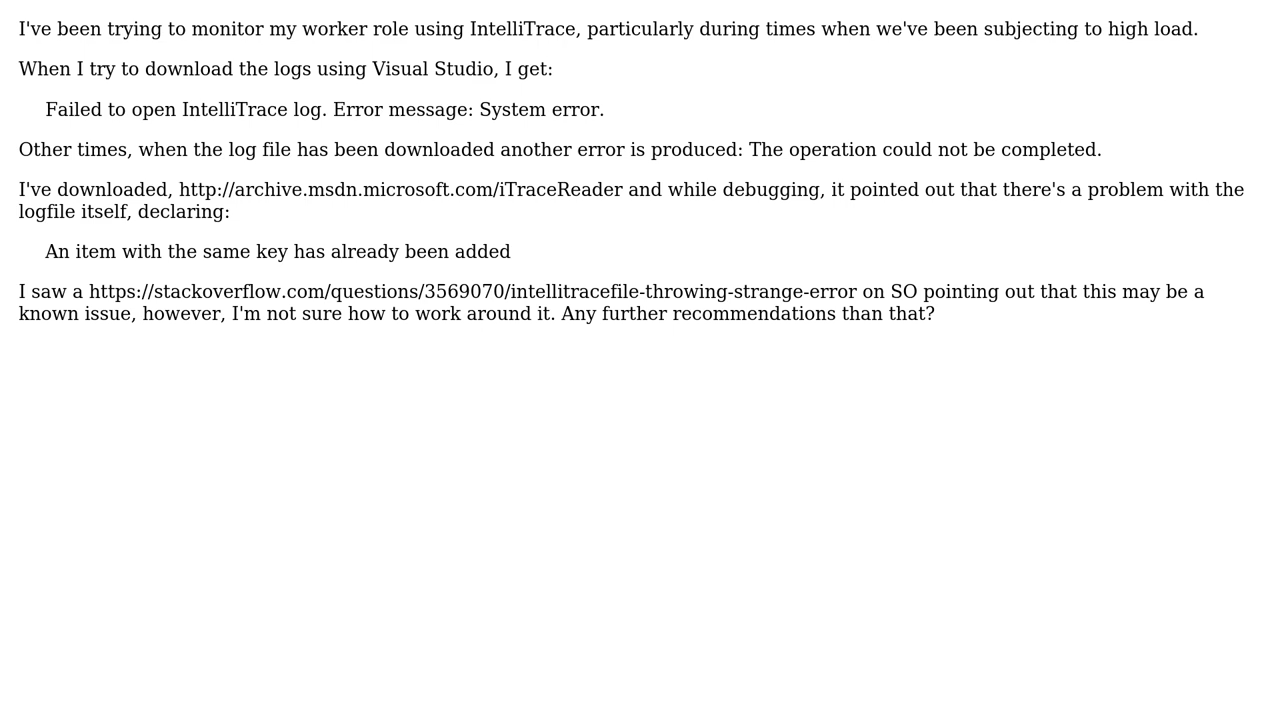 I've been trying to monitor my worker role using IntelliTrace, particularly during times when we've been subjecting to high load.
When I try to download the logs using Visual Studio, I get:
Failed to open IntelliTrace log. Error message: System error.
Other times, when the log file has been downloaded another error is produced: The operation could not be completed.
I've downloaded, http://archive.msdn.microsoft.com/iTraceReader and while debugging, it pointed out that there's a problem with the
logfile itself, declaring:
An item with the same key has already been added
I saw a https://stackoverflow.com/questions/3569070/intellitracefile-throwing-strange-error on SO pointing out that this may be a
known issue, however, I'm not sure how to work around it. Any further recommendations than that?